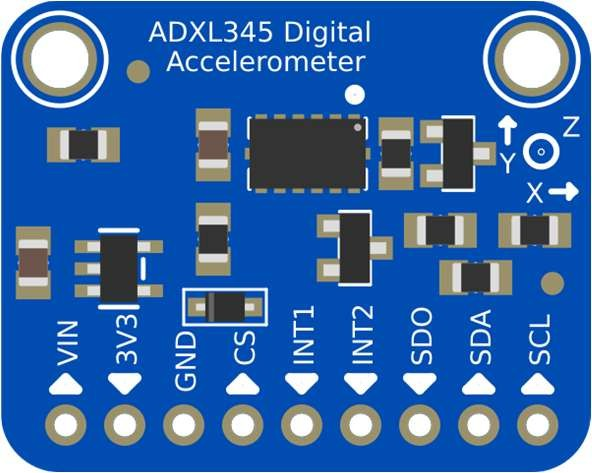 ADXL345 Digital
Accelerometer
Z
Y
X
VIN
3V3
GND
CS
INT1
INT2
SDO
SDA
SCL